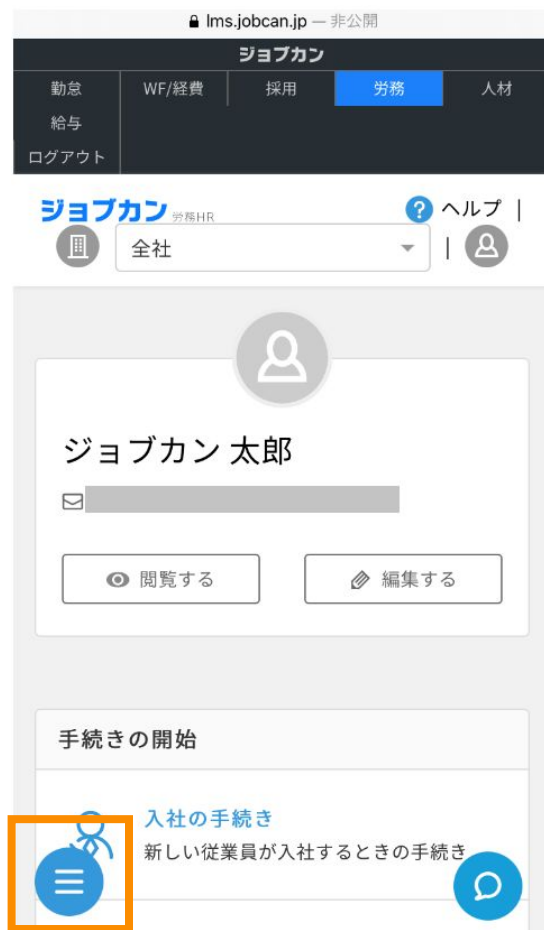 lms.jobcan.jp — 非公開
ジョブカン
勤怠 WF/経費 採用 労務 人材
給与
ログアウト
ジョブカン 労務HR ? ヘルプ |
全社 |
ジョブカン 太郎
閲覧する 編集する
手続きの開始
入社の手続き
新しい従業員が入社するときの手続き